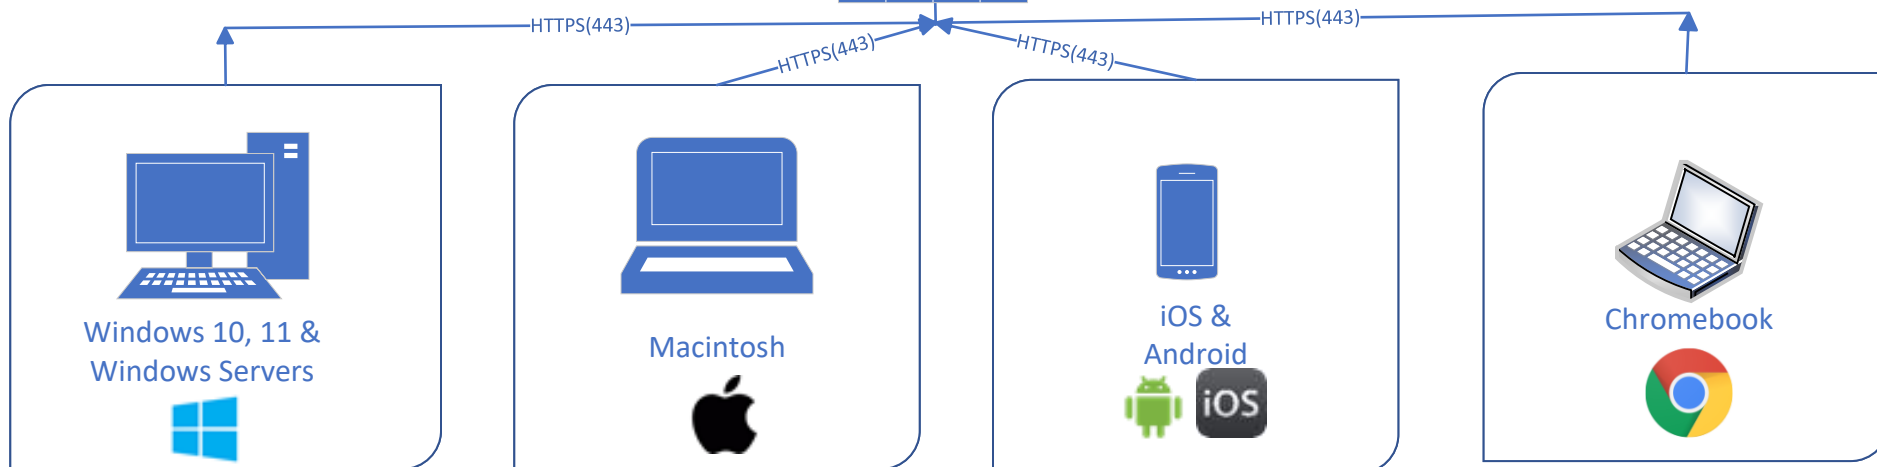 HTTPS(443)
HTTPS(443)
HTTPS(443)
HTTPS(443)
Windows 10, 11 &
Windows Servers
Macintosh
iOS &
Android
iOS
Chromebook